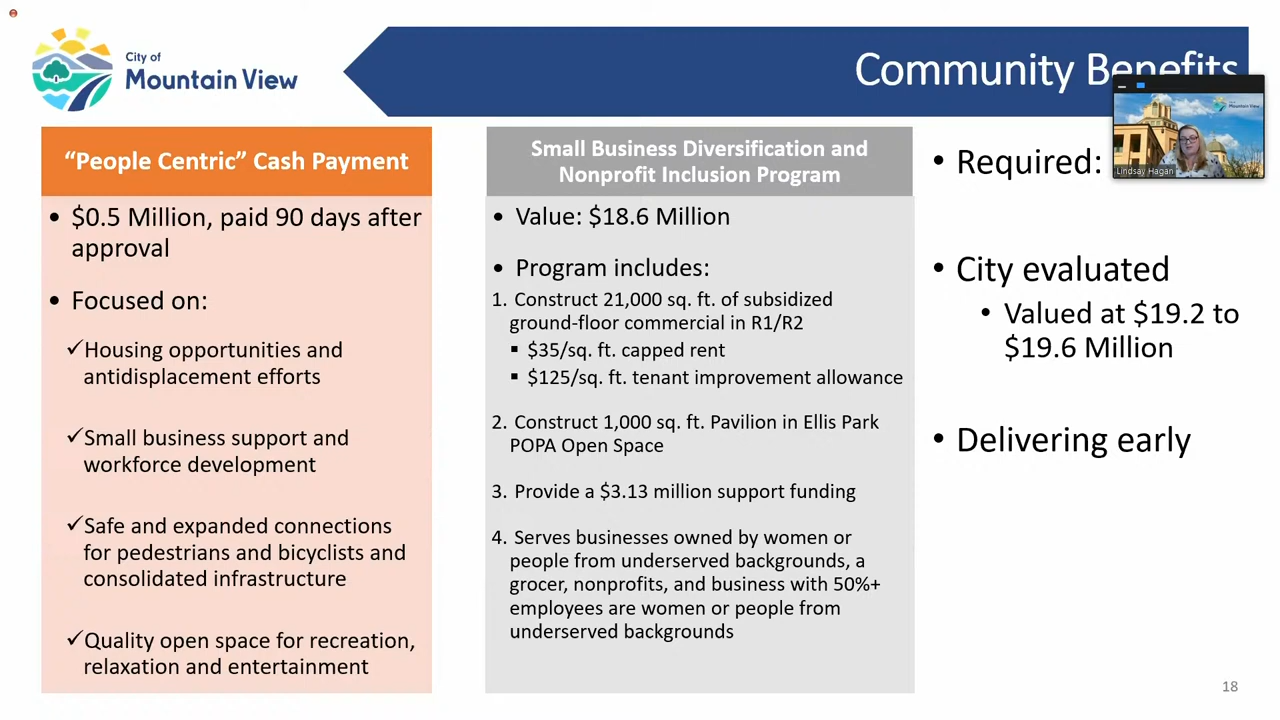 City of
Mountain View
Community Benefits
Mountain View
Lindsay Hagan
“People Centric” Cash Payment
• $0.5 Million, paid 90 days after
approval
• Focused on:
✓Housing opportunities and
antidisplacement efforts
✓Small business support and
workforce development
✓Safe and expanded connections
for pedestrians and bicyclists and
consolidated infrastructure
✓Quality open space for recreation,
relaxation and entertainment
Small Business Diversification and
Nonprofit Inclusion Program
• Value: $18.6 Million
• Program includes:
1. Construct 21,000 sq. ft. of subsidized
ground-floor commercial in R1/R2
▪ $35/sq. ft. capped rent
▪ $125/sq. ft. tenant improvement allowance
2. Construct 1,000 sq. ft. Pavilion in Ellis Park
POPA Open Space
3. Provide a $3.13 million support funding
4. Serves businesses owned by women or
people from underserved backgrounds, a
grocer, nonprofits, and business with 50%+
employees are women or people from
underserved backgrounds
• Required:
• City evaluated
• Valued at $19.2 to
$19.6 Million
• Delivering early
18